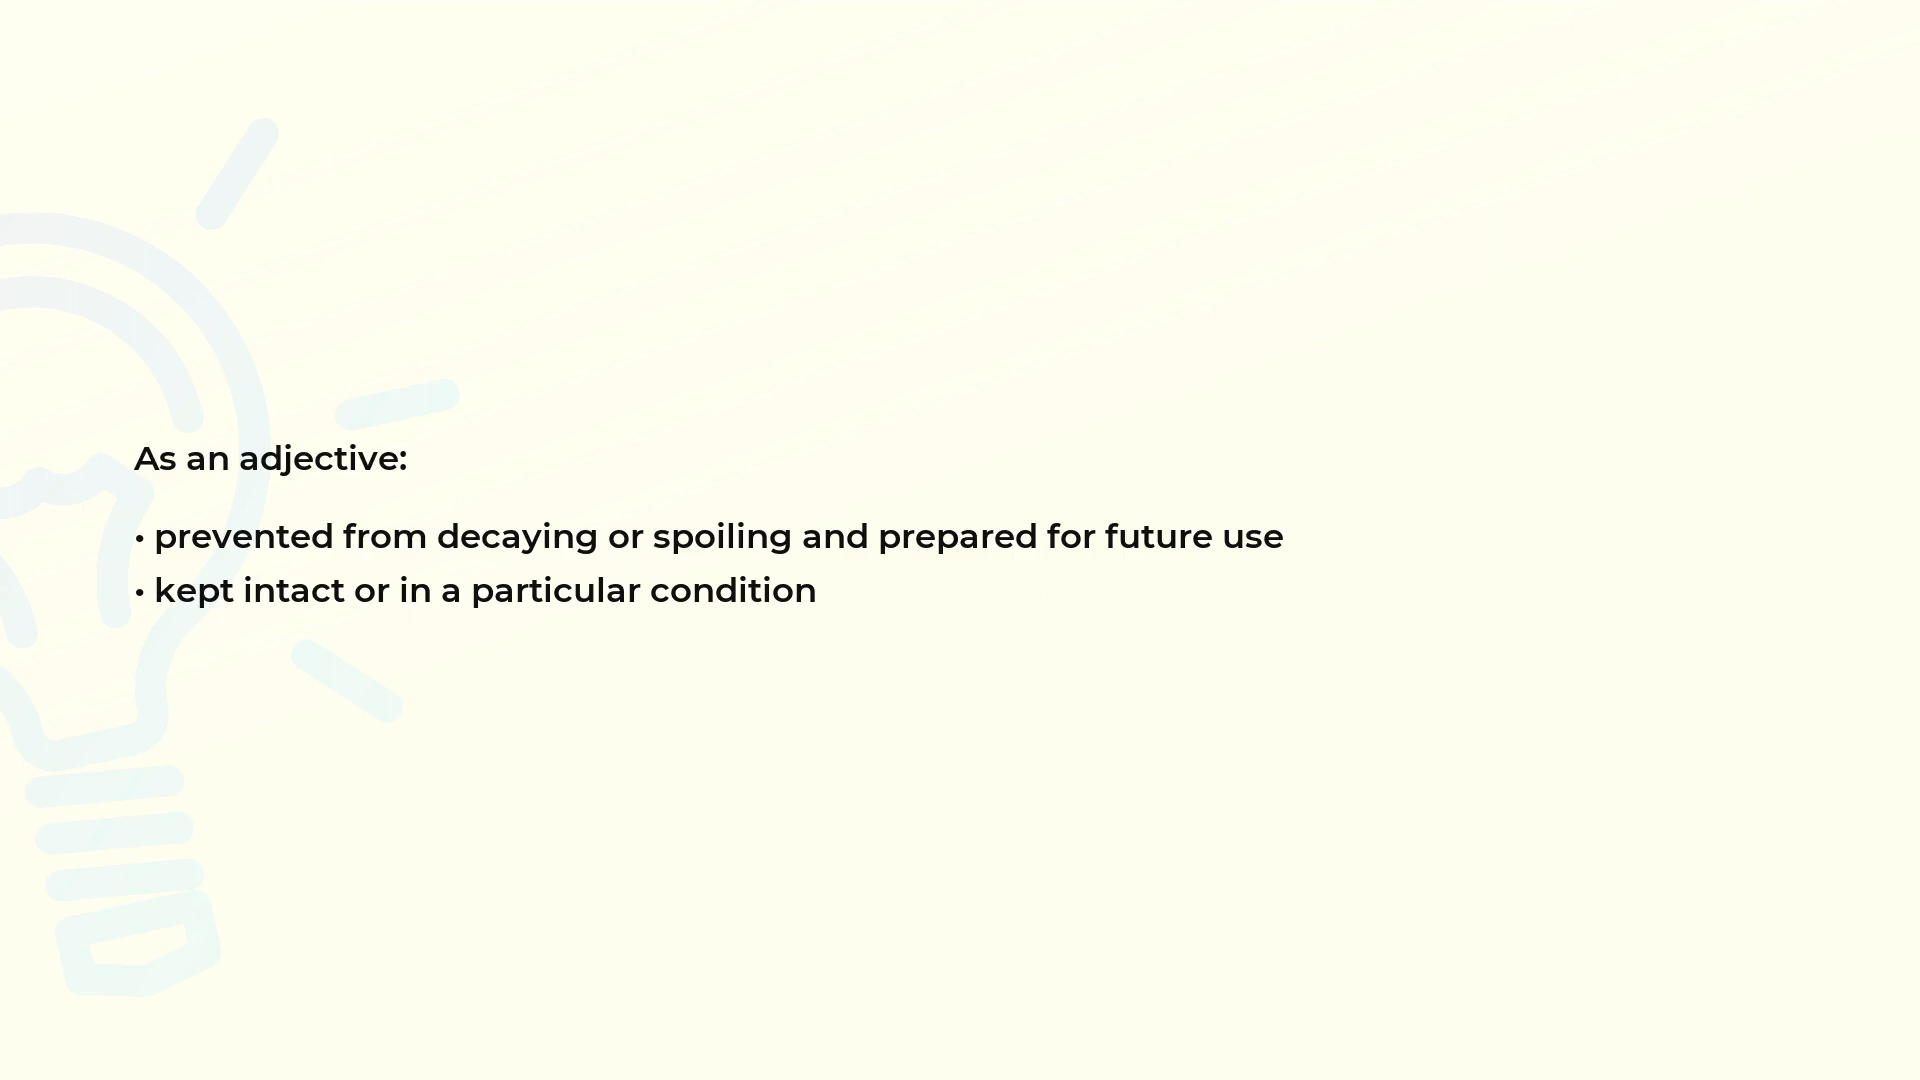 As an adjective:
• prevented from decaying or spoiling and prepared for future use
• kept intact or in a particular condition